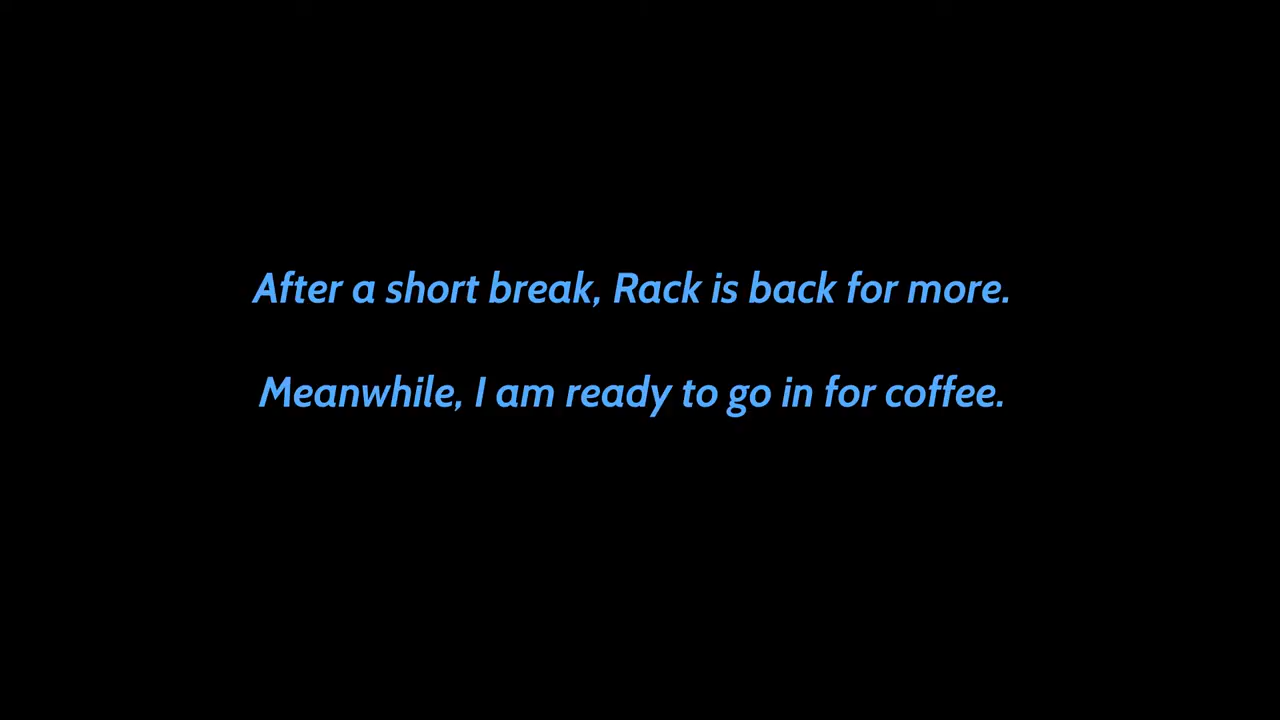 After a short break, Rack is back for more.
Meanwhile, I am ready to go in for coffee.